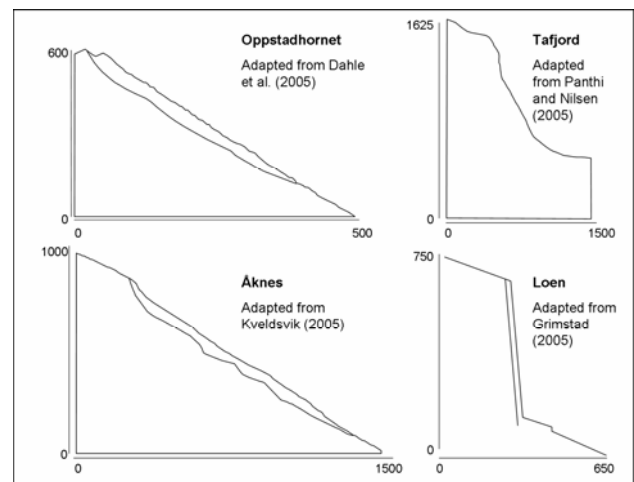 600
0
0
500
Oppstadhornet
Adapted from Dahle
et al. (2005)
1625
0
0
1500
Tafjord
Adapted
from Panthi
and Nilsen
(2005)
1000
0
0
1500
Åknes
Adapted from
Kveldsvik (2005)
750
0
0
650
Loen
Adapted from
Grimstad
(2005)